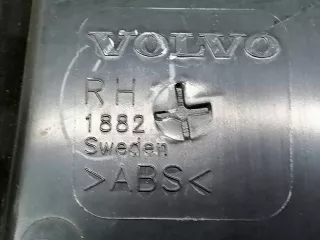 VOLVO
RH
1882
Sweden
>ABS<